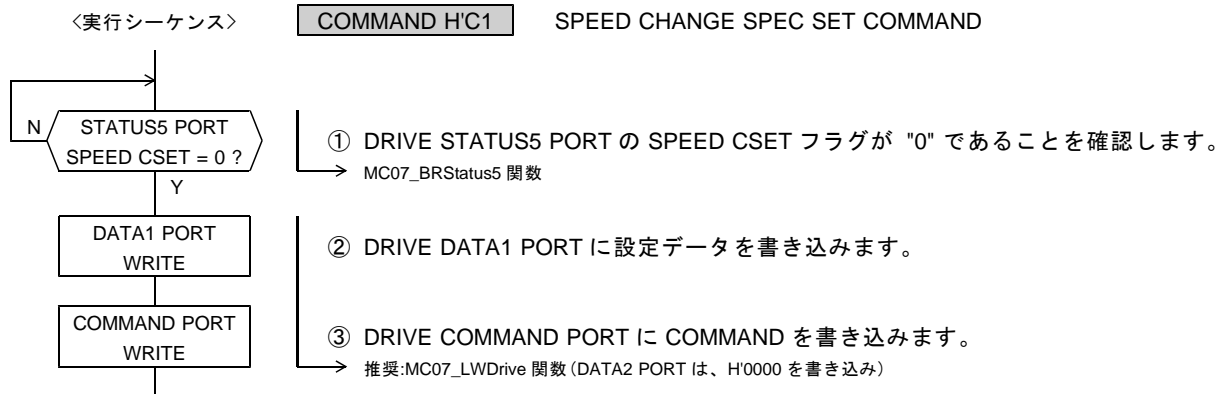 〈実行シーケンス〉 COMMAND H'C1 SPEED CHANGE SPEC SET COMMAND
N
STATUS5 PORT
SPEED CSET = 0 ?
Y
① DRIVE STATUS5 PORT の SPEED CSET フラグが "0" であることを確認します。
MC07_BRStatus5 関数
DATA1 PORT
WRITE
② DRIVE DATA1 PORT に設定データを書き込みます。
COMMAND PORT
WRITE
③ DRIVE COMMAND PORT に COMMAND を書き込みます。
推奨:MC07_LWDrive 関数(DATA2 PORT は、H'0000 を書き込み)